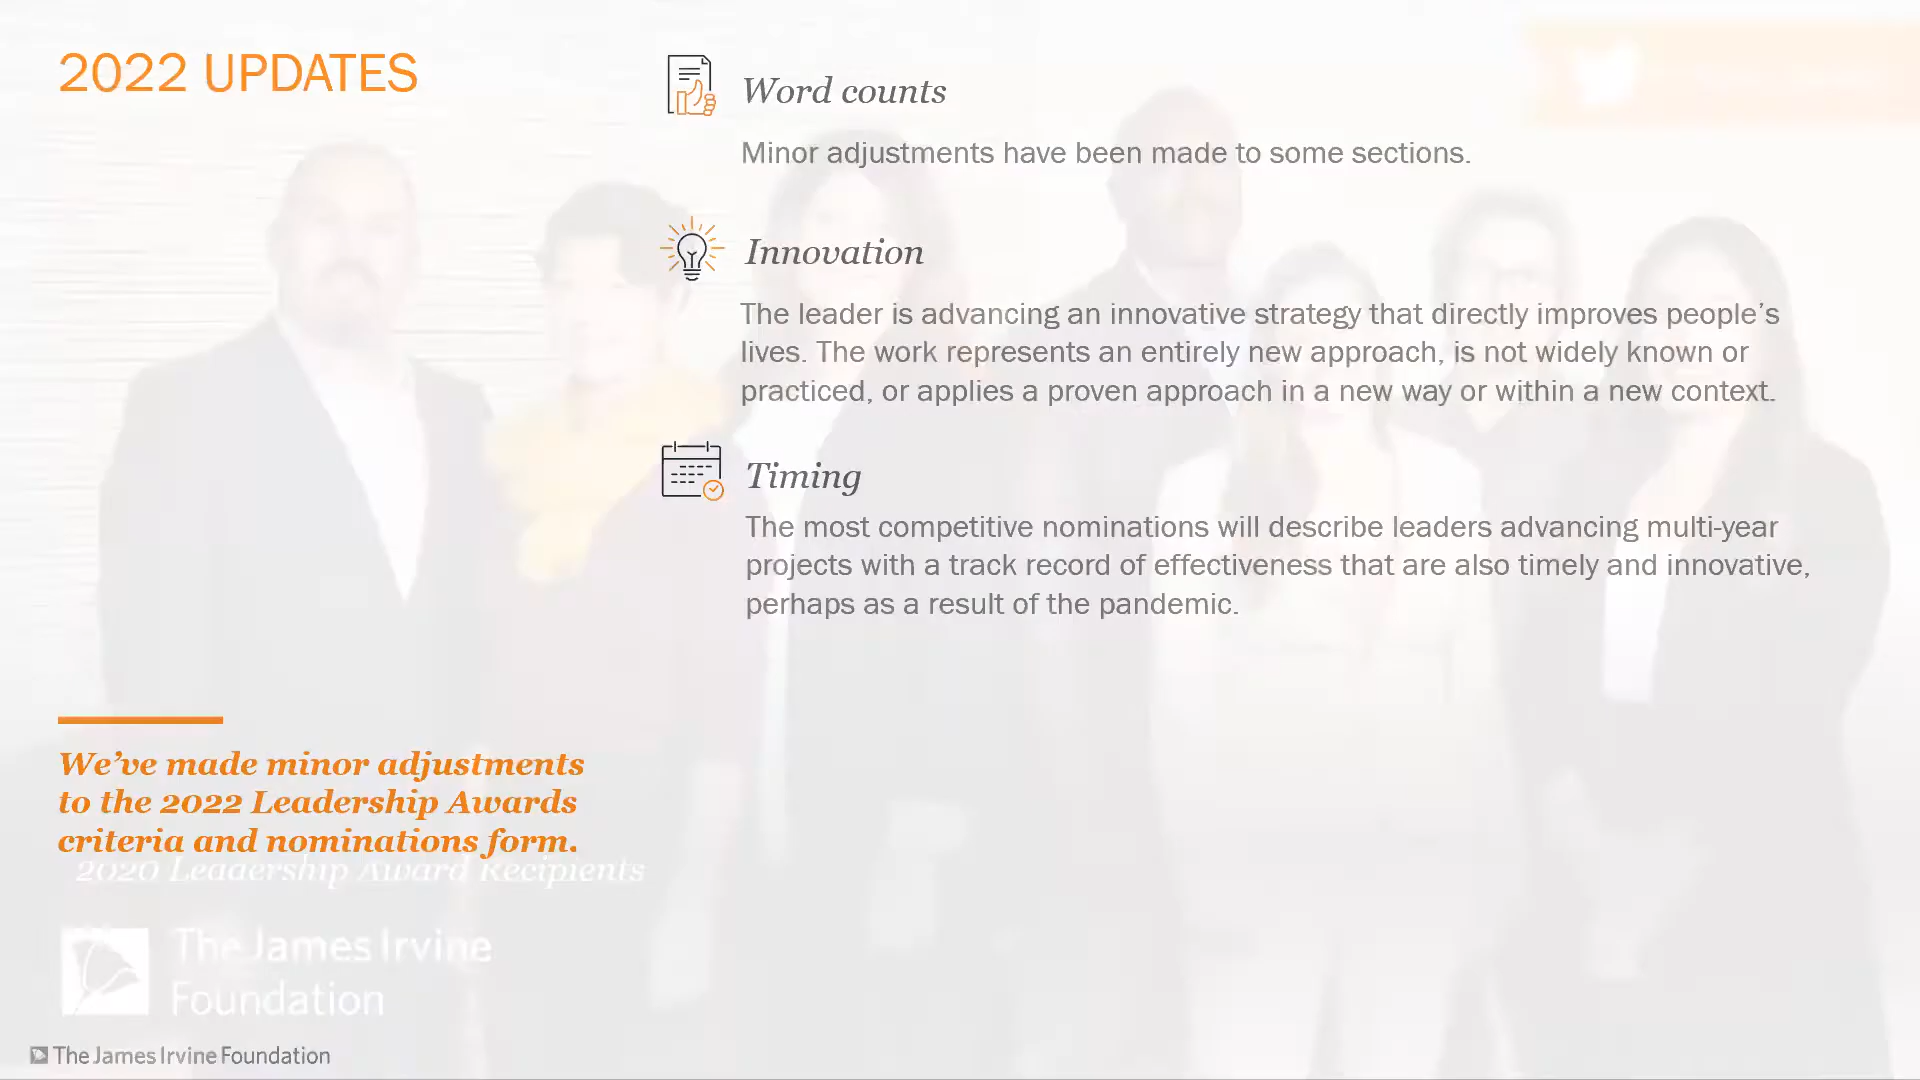 2022 UPDATES
Word counts
Minor adjustments have been made to some sections.
Innovation
The leader is advancing an innovative strategy that directly improves people’s
lives. The work represents an entirely new approach, is not widely known or
practiced, or applies a proven approach in a new way or within a new context.
Timing
The most competitive nominations will describe leaders advancing multi-year
projects with a track record of effectiveness that are also timely and innovative,
perhaps as a result of the pandemic.
We’ve made minor adjustments
to the 2022 Leadership Awards
criteria and nominations form.
2020 Leadership Award Recipients
The James Irvine
Foundation
The James Irvine Foundation